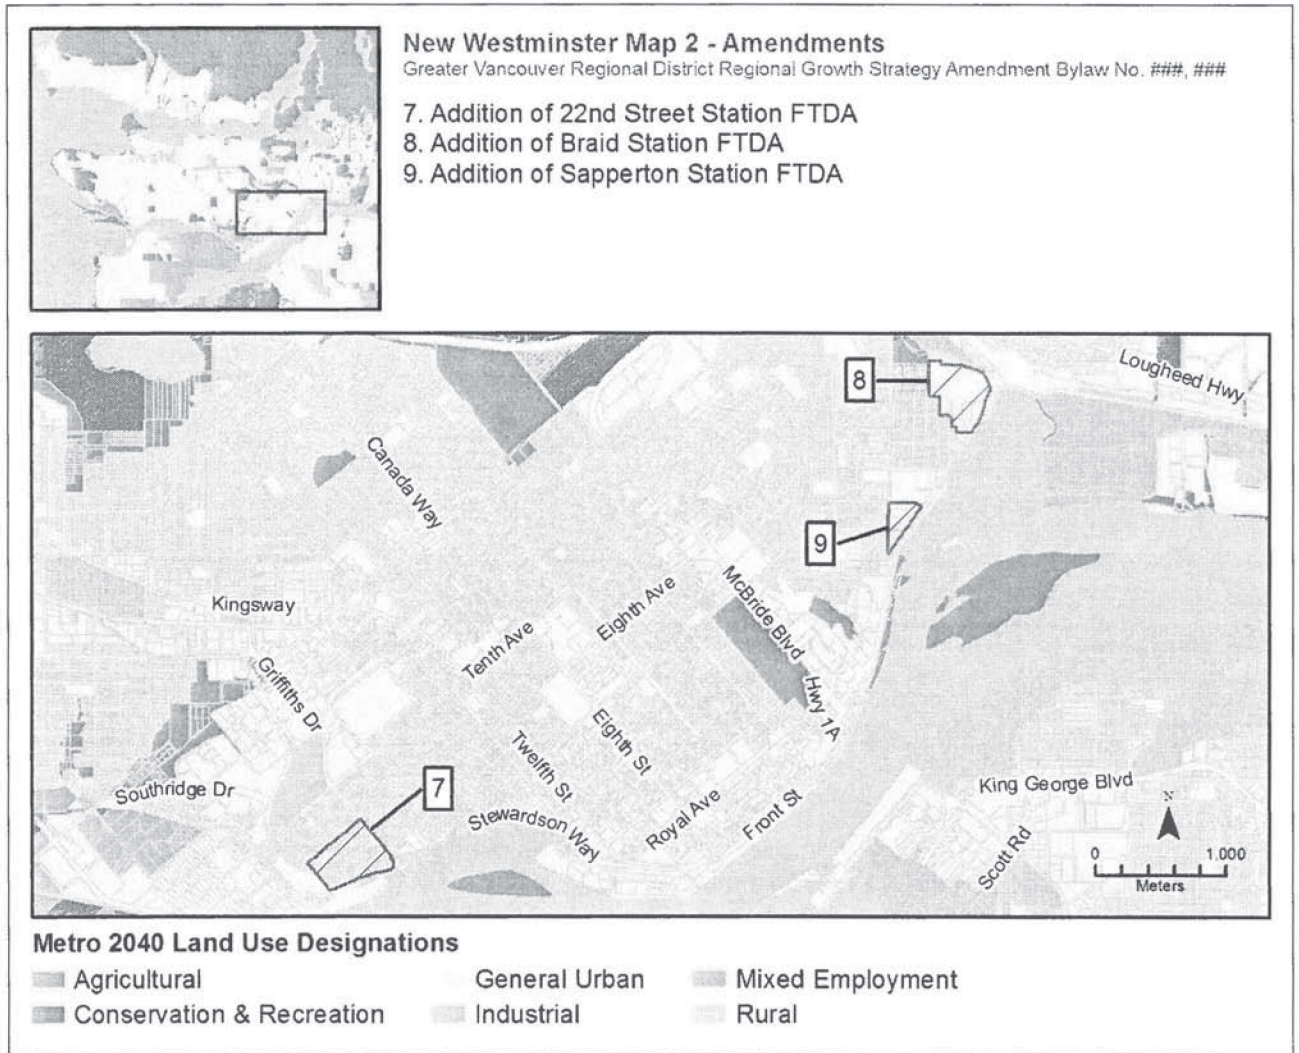 New Westminster Map 2 - Amendments
Greater Vancouver Regional District Regional Growth Strategy Amendment Bylaw No. ###, ###
7. Addition of 22nd Street Station FTDA
8. Addition of Braid Station FTDA
9. Addition of Sapperton Station FTDA
Lougheed Hwy
8
Canada Way
9
Kingsway
McBride Blvd
Eighth Ave
Tenth Ave
Griffiths Dr
Hwy 1A
Eighth St
Twelfth St
7
Southridge Dr
King George Blvd
Stewardson Way
Royal Ave
Front St
Scott Rd
N
0 1,000
Meters
Metro 2040 Land Use Designations
Agricultural General Urban Mixed Employment
Conservation & Recreation Industrial Rural